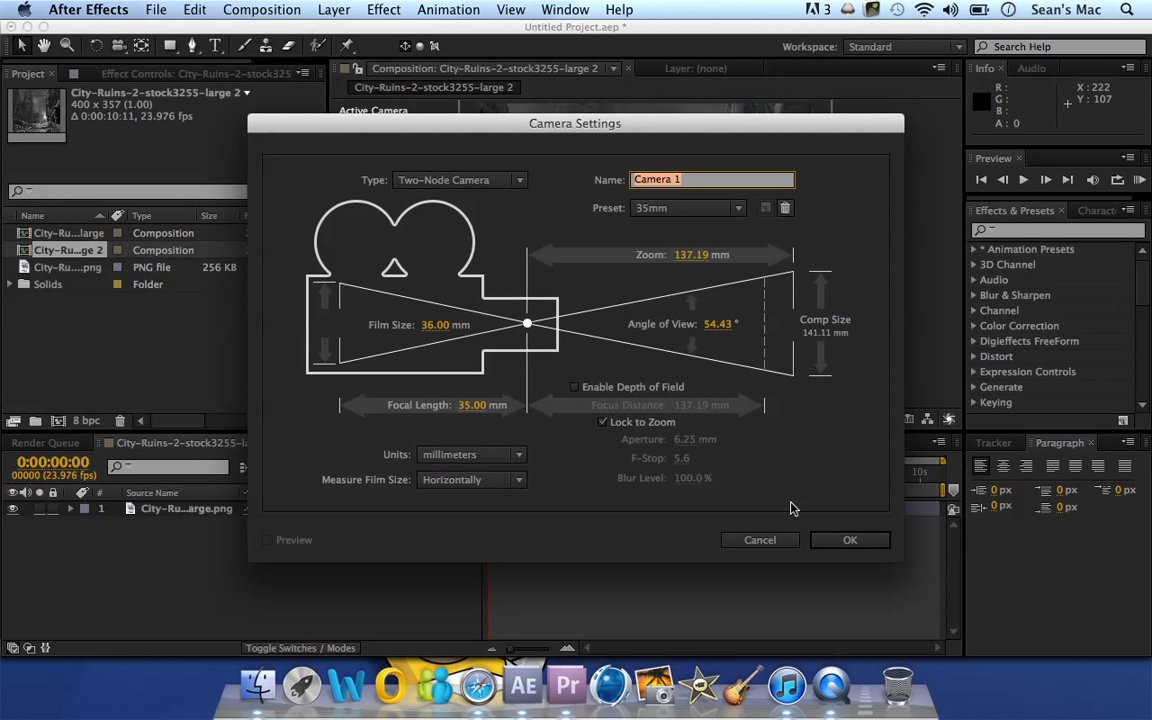 After Effects File Edit Composition Layer Effect Animation View Window Help 3 Sean's Mac
Untitled Project.aep *
Workspace: Standard Search Help
Project Effect Controls: City-Ruins-2-stock325 Composition: City-Ruins-2-stock3255-large 2 Layer: (none) Info Audio
City-Ruins-2-stock3255-large 2
400 x 357 (1.00)
Δ 0:00:10:11, 23.976 fps
City-Ruins-2-stock3255-large 2
Active Camera
R :
G :
B :
A : 0
X : 222
Y : 107
Camera Settings
Type: Two-Node Camera Name: Camera 1
Preset: 35mm
Zoom: 137.19 mm
Film Size: 36.00 mm Angle of View: 54.43 °
Comp Size
141.11 mm
Enable Depth of Field
Focal Length: 35.00 mm Focus Distance: 137.19 mm
Lock to Zoom
Units: millimeters Aperture: 6.25 mm
F-Stop: 5.6
Measure Film Size: Horizontally Blur Level: 100.0 %
Preview Cancel OK
Name Type Size
City-Ru....large Composition
City-Ru...ge 2 Composition
City-Ru....png PNG file 256 KB
Solids Folder
8 bpc
Preview
Effects & Presets Charact
* Animation Presets
3D Channel
Audio
Blur & Sharpen
Channel
Color Correction
Digieffects FreeForm
Distort
Expression Controls
Generate
Keying
Render Queue City-Ruins-2-stock3255-l
0:00:00:00
00000 (23.976 fps)
10s
# Source Name
1 City-Ru...arge.png
Toggle Switches / Modes
Tracker Paragraph
0 px 0 px 0 px
0 px 0 px
AE Pr